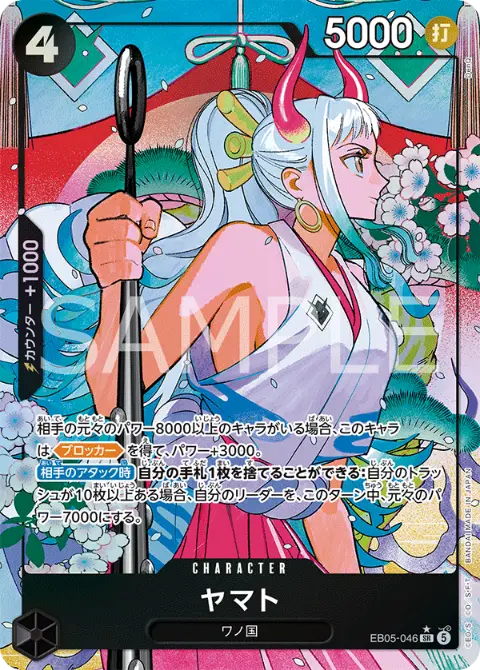 4
5000
打
カウンター +1000
SAMPLE
相手の元々のパワー8000以上のキャラがいる場合、このキャラ
は ブロッカー を得て、パワー+3000。
相手のアタック時 自分の手札1枚を捨てることができる：自分のトラッ
シュが10枚以上ある場合、自分のリーダーを、このターン中、元々のパ
ワー7000にする。
CHARACTER
ヤマト
ワノ国
EB05-046 SR 5
BANDAI MADE IN JAPAN